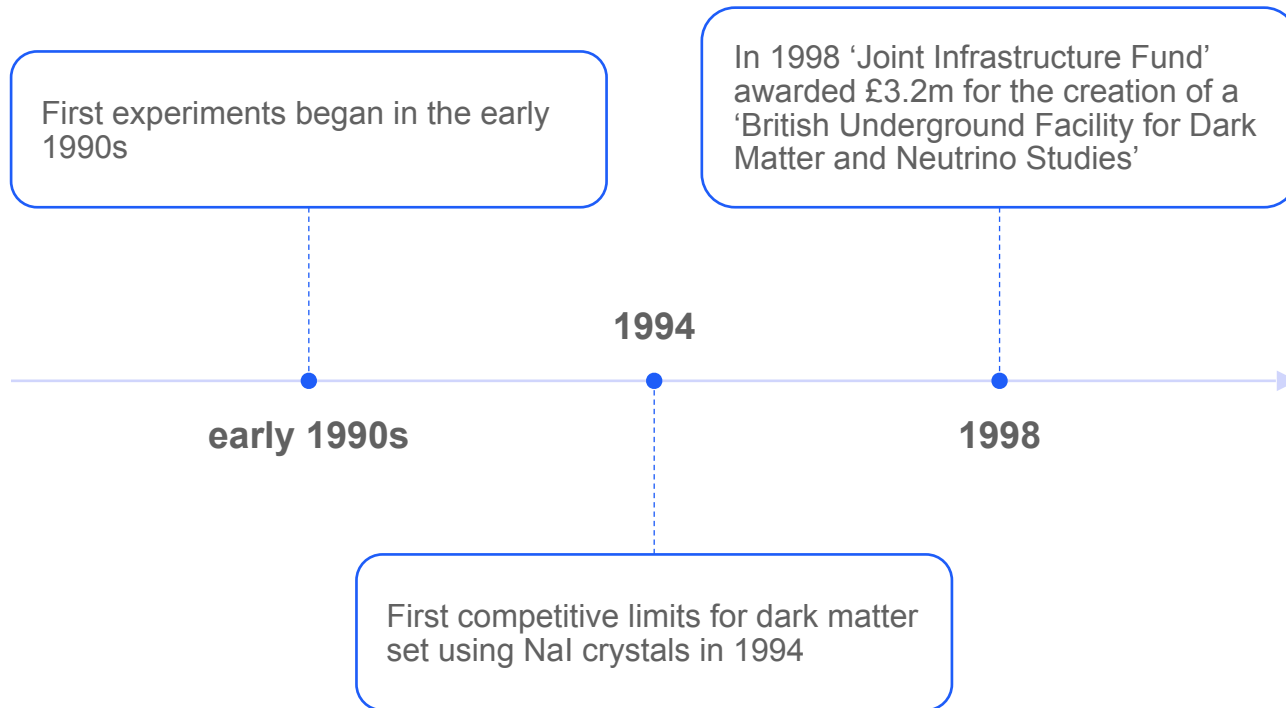 First experiments began in the early
1990s
In 1998 ‘Joint Infrastructure Fund’
awarded £3.2m for the creation of a
‘British Underground Facility for Dark
Matter and Neutrino Studies’
1994
early 1990s
1998
First competitive limits for dark matter
set using NaI crystals in 1994